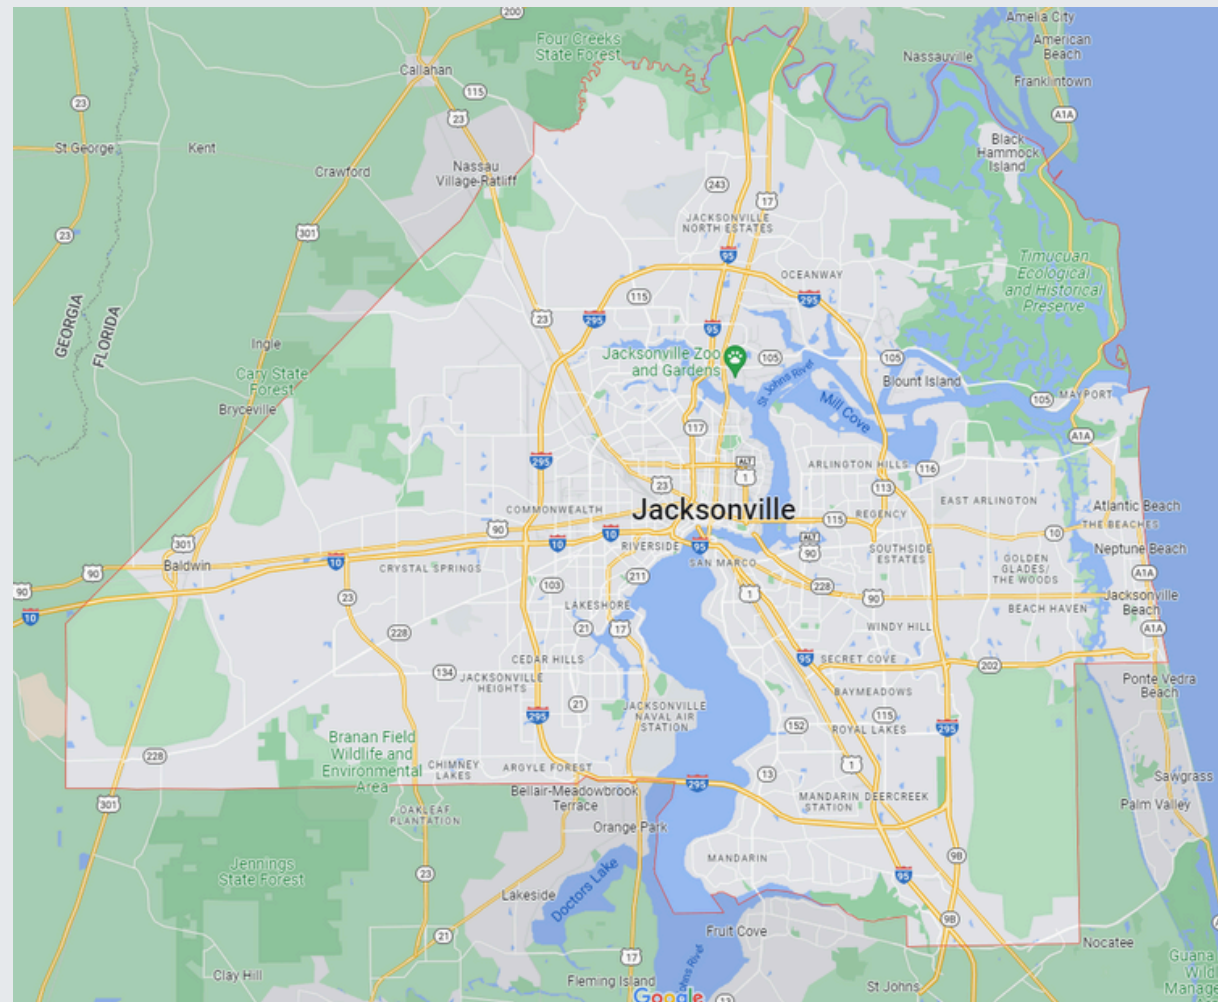 200
Amelia City
American
Beach
Four Creeks
State Forest
Nassauville
Callahan
Franklintown
115
23
23
A1A
St George
Kent
Black
Hammock
Island
Crawford
Nassau
Village-Ratliff
243
17
301
23
JACKSONVILLE
NORTH ESTATES
95
Timucuan
Ecological
and Historical
Preserve
OCEANWAY
115
295
295
23
95
GEORGIA
FLORIDA
Ingle
Jacksonville Zoo
and Gardens
105
105
St Johns River
Blount Island
Cary State
Forest
Mill Cove
105
MAYPORT
Bryceville
117
A1A
295
ALT
1
ARLINGTON HILLS
116
23
113
EAST ARLINGTON
Jacksonville
COMMONWEALTH
Atlantic Beach
REGENCY
115
THE BEACHES
90
10
10
10
301
RIVERSIDE
95
ALT
90
SOUTHSIDE
ESTATES
Neptune Beach
10
Baldwin
CRYSTAL SPRINGS
SAN MARCO
GOLDEN
GLADES/
THE WOODS
90
211
A1A
103
228
90
1
90
23
LAKESHORE
Jacksonville
Beach
BEACH HAVEN
10
21
17
WINDY HILL
A1A
228
CEDAR HILLS
95
SECRET COVE
202
134
JACKSONVILLE
HEIGHTS
Ponte Vedra
Beach
BAYMEADOWS
21
JACKSONVILLE
NAVAL AIR
STATION
295
152
115
ROYAL LAKES
295
Branan Field
Wildlife and
Environmental
Area
228
CHIMNEY
LAKES
ARGYLE FOREST
1
13
Sawgrass
295
Bellair-Meadowbrook
Terrace
MANDARIN
STATION
DEERCREEK
301
Palm Valley
OAKLEAF
PLANTATION
Orange Park
9B
MANDARIN
Jennings
State Forest
23
95
Doctors Lake
Lakeside
9B
21
Fruit Cove
Nocatee
17
Clay Hill
Fleming Island
St Johns
Guana
Wildl
Manage
Google
13